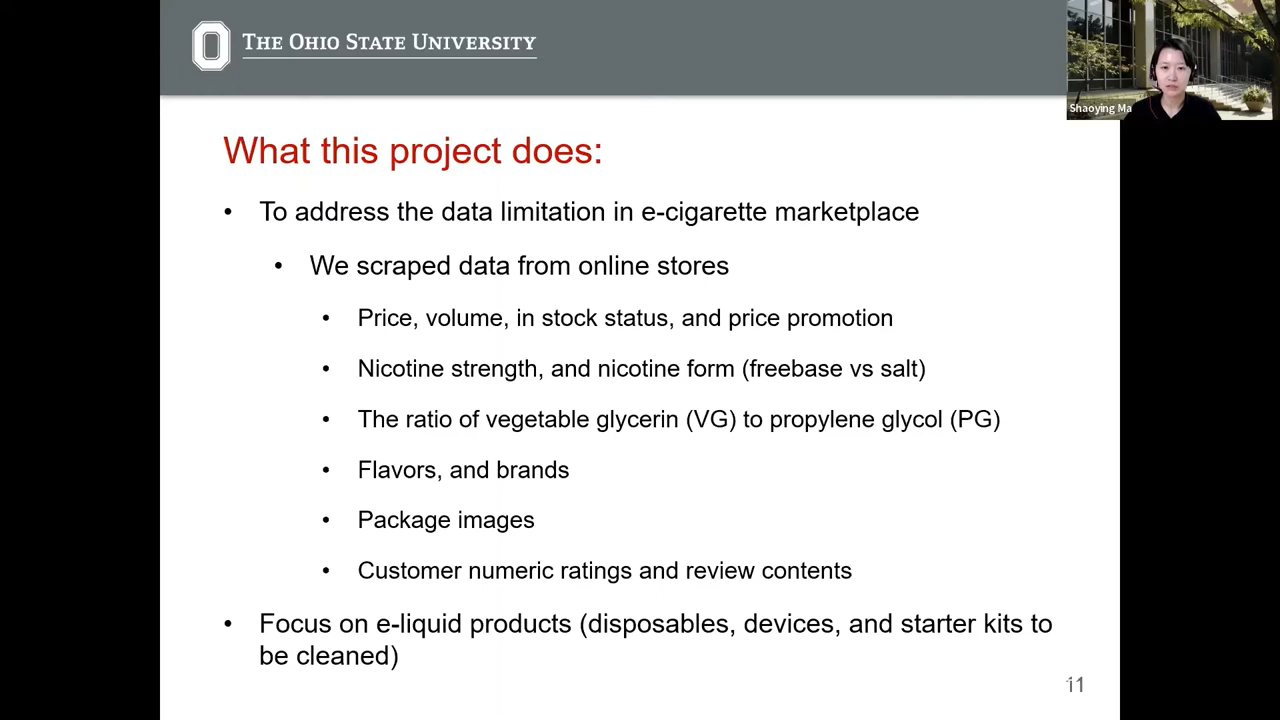 THE OHIO STATE UNIVERSITY
Shaoying Ma
What this project does:
• To address the data limitation in e-cigarette marketplace
• We scraped data from online stores
• Price, volume, in stock status, and price promotion
• Nicotine strength, and nicotine form (freebase vs salt)
• The ratio of vegetable glycerin (VG) to propylene glycol (PG)
• Flavors, and brands
• Package images
• Customer numeric ratings and review contents
• Focus on e-liquid products (disposables, devices, and starter kits to
be cleaned)
11